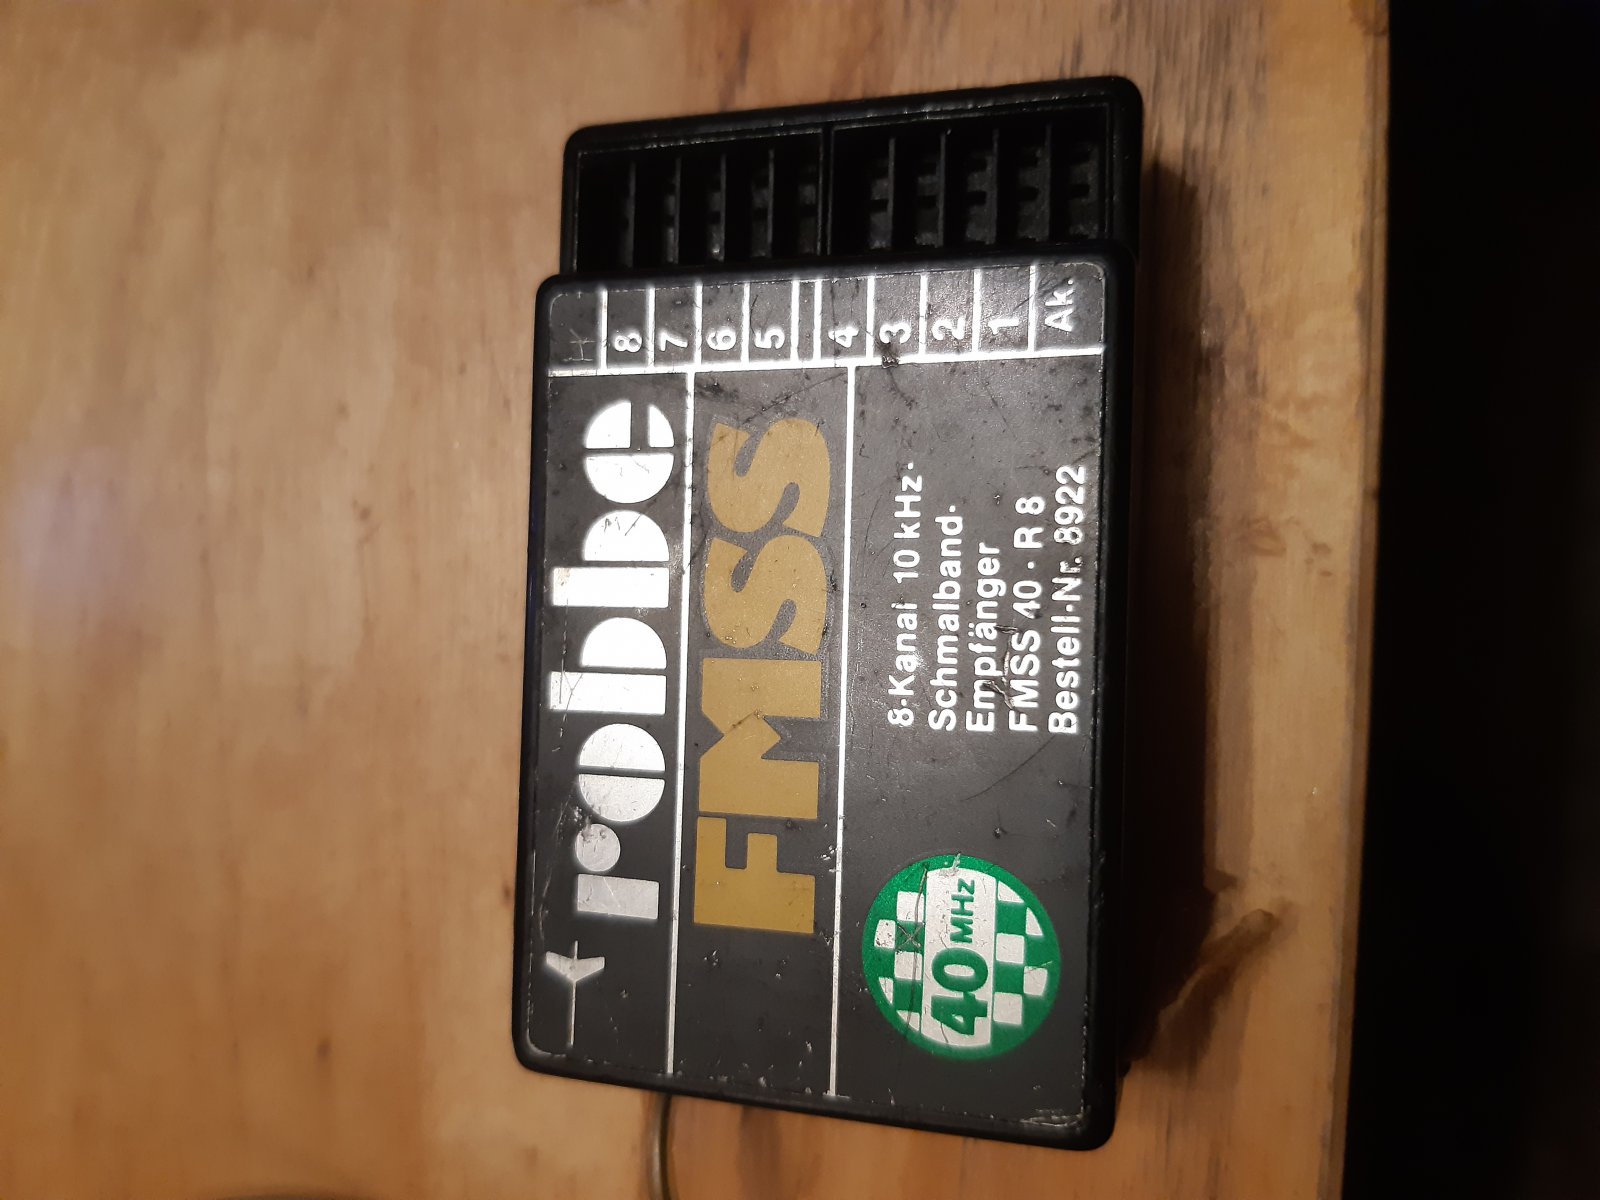 robbe
FMSS
8-Kanal 10 kHz-
Schmalband-
Empfänger
FMSS 40 - R 8
Bestell-Nr. 8922
40 MHz
8
7
6
5
4
3
2
1
Ak.